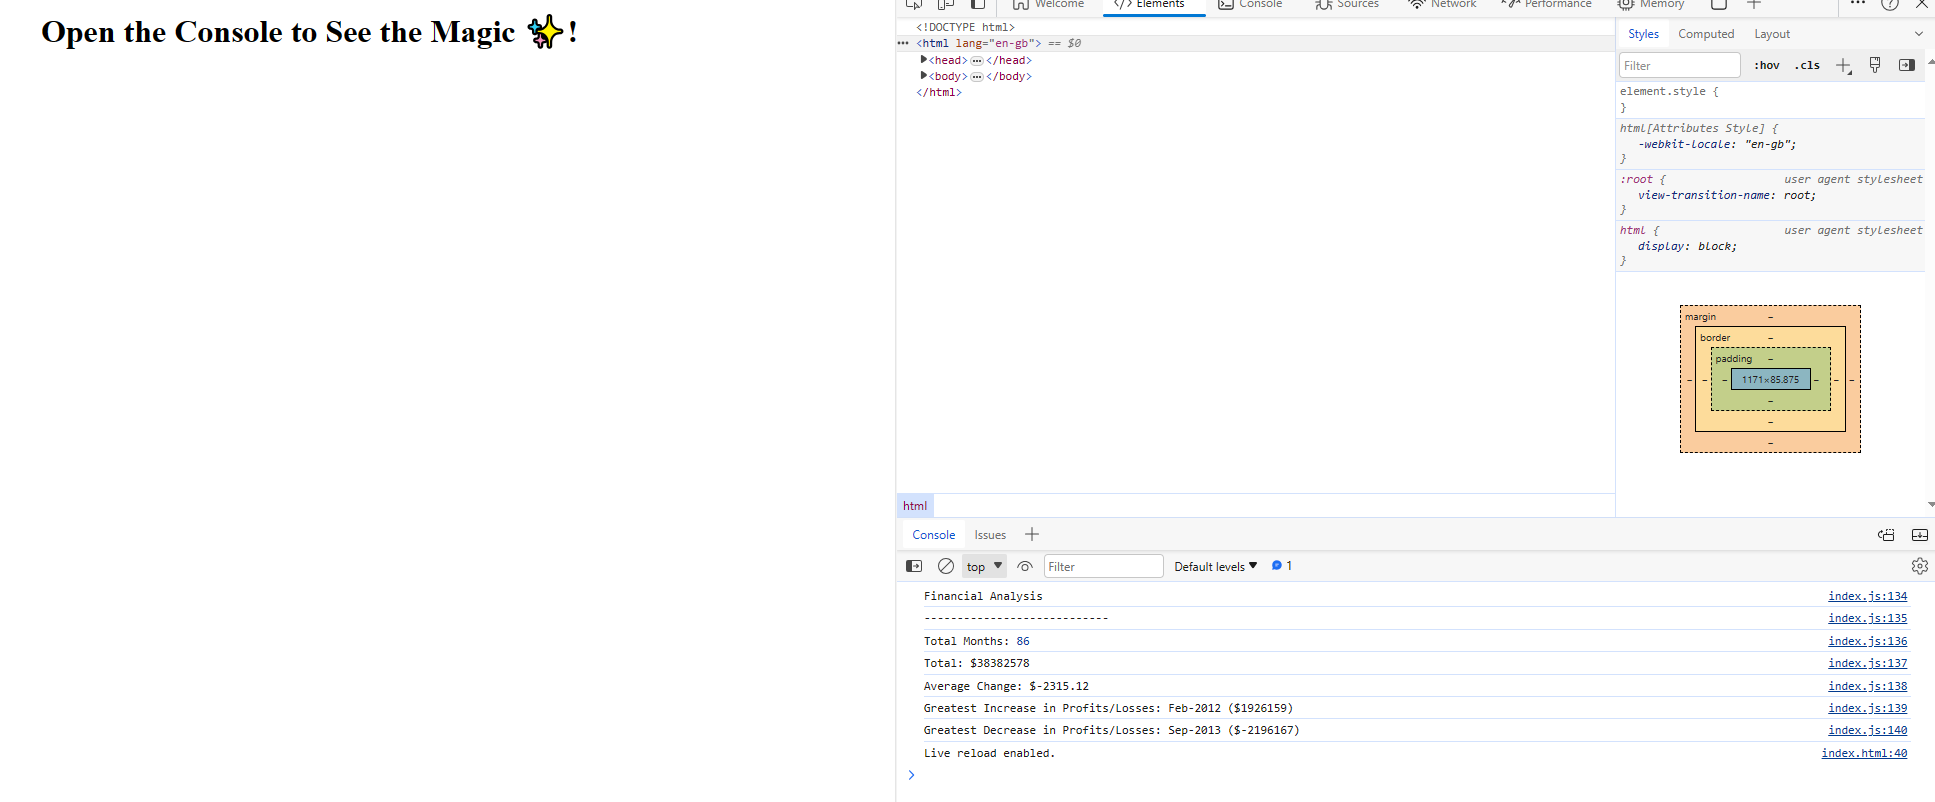 Open the Console to See the Magic ✨!
Welcome
</> Elements
Console
Sources
Network
Performance
Memory
<!DOCTYPE html>
<html lang="en-gb"> == $0
<head> ••• </head>
<body> ••• </body>
</html>
html
Styles Computed Layout
Filter :hov .cls
element.style {
}
html[Attributes Style] {
-webkit-locale: "en-gb";
}
:root { user agent stylesheet
view-transition-name: root;
}
html { user agent stylesheet
display: block;
}
margin –
border –
padding –
– – – 1171×85.875 – – –
–
–
–
Console Issues
top Filter Default levels 1
Financial Analysis index.js:134
---------------------------- index.js:135
Total Months: 86 index.js:136
Total: $38382578 index.js:137
Average Change: $-2315.12 index.js:138
Greatest Increase in Profits/Losses: Feb-2012 ($1926159) index.js:139
Greatest Decrease in Profits/Losses: Sep-2013 ($-2196167) index.js:140
Live reload enabled. index.html:40
>